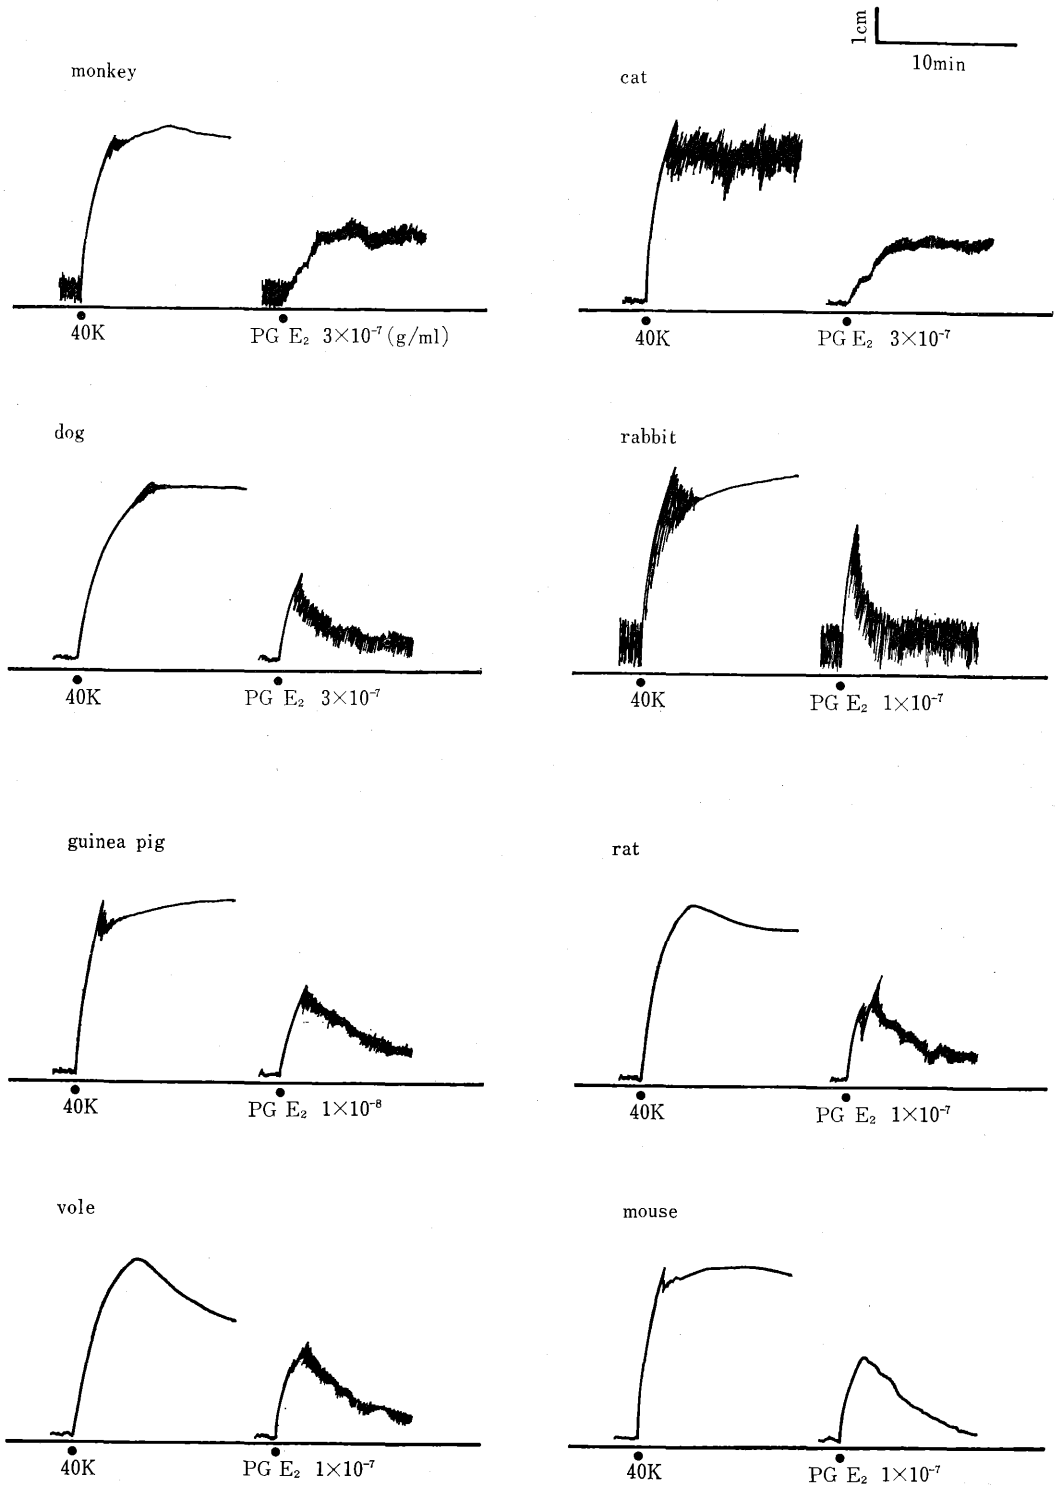 1cm
10min
monkey
cat
40K
PG E₂ 3×10⁻⁷ (g/ml)
40K
PG E₂ 3×10⁻⁷
dog
rabbit
40K
PG E₂ 3×10⁻⁷
40K
PG E₂ 1×10⁻⁷
guinea pig
rat
40K
PG E₂ 1×10⁻⁸
40K
PG E₂ 1×10⁻⁷
vole
mouse
40K
PG E₂ 1×10⁻⁷
40K
PG E₂ 1×10⁻⁷